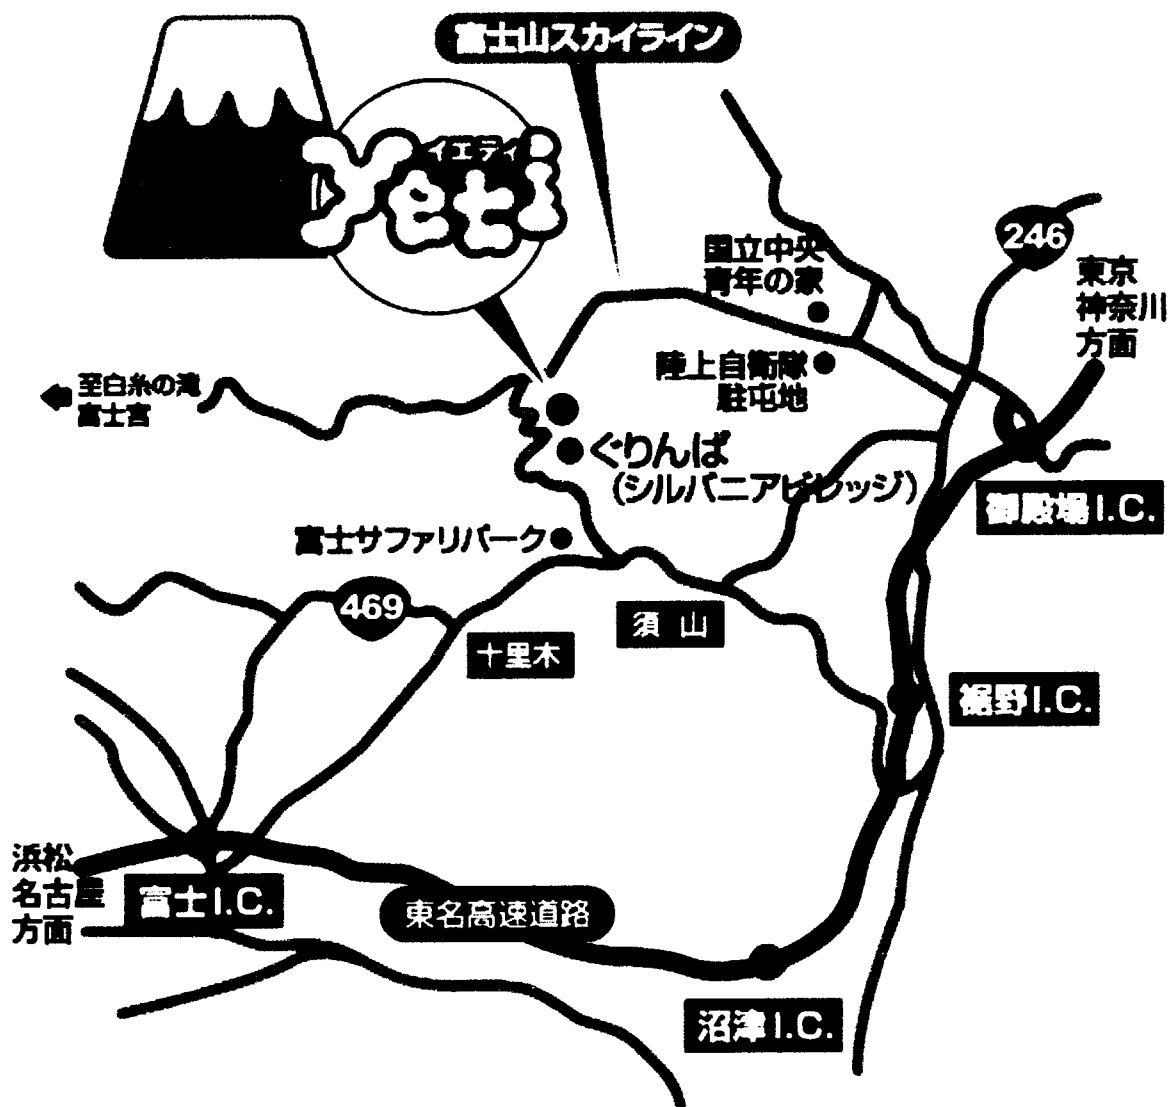 富士山スカイライン
イエティ
Yeti
246
国立中央
青年の家
東京
神奈川
方面
陸上自衛隊
駐屯地
至白糸の滝
富士宮
ぐりんぱ
(シルバニアビレッジ)
御殿場I.C.
富士サファリパーク
469
須山
十里木
裾野I.C.
浜松
名古屋
方面
富士I.C.
東名高速道路
沼津I.C.